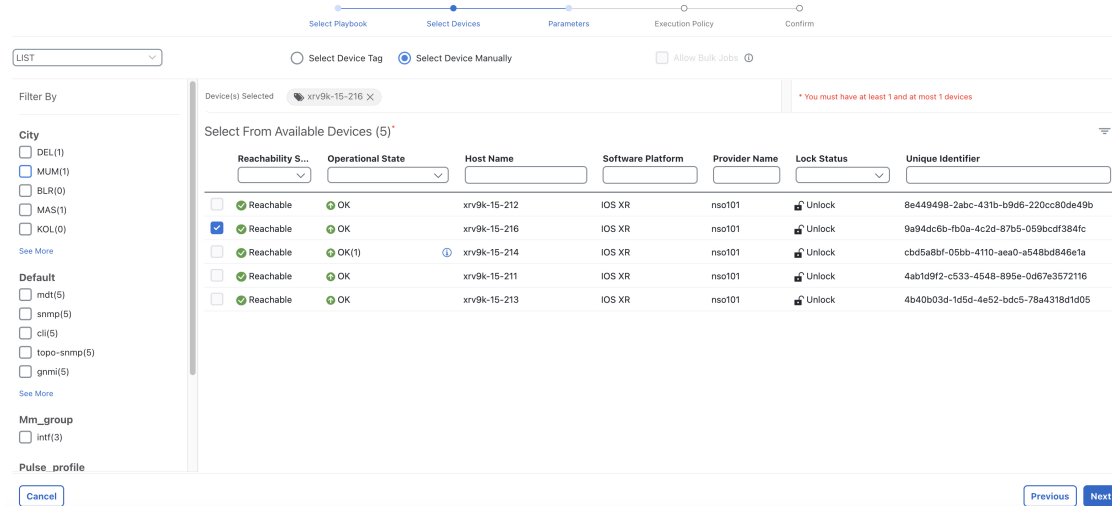 Select Playbook
Select Devices
Parameters
Execution Policy
Confirm
LIST
Select Device Tag
Select Device Manually
Allow Bulk Jobs
Filter By
City
DEL(1)
MUM(1)
BLR(0)
MAS(1)
KOL(0)
See More
Default
mdt(5)
snmp(5)
cli(5)
topo-snmp(5)
gnmi(5)
See More
Mm_group
intf(3)
Pulse_profile
Device(s) Selected xrv9k-15-216
* You must have at least 1 and at most 1 devices
Select From Available Devices (5)*
Reachability S... Operational State Host Name Software Platform Provider Name Lock Status Unique Identifier
Reachable OK xrv9k-15-212 IOS XR nso101 Unlock 8e449498-2abc-431b-b9d6-220cc80de49b
Reachable OK xrv9k-15-216 IOS XR nso101 Unlock 9a94dc6b-fb0a-4c2d-87b5-059bcdf384fc
Reachable OK(1) xrv9k-15-214 IOS XR nso101 Unlock cbd5a8bf-05bb-4110-aea0-a548bd846e1a
Reachable OK xrv9k-15-211 IOS XR nso101 Unlock 4ab1d9f2-c533-4548-895e-0d67e3572116
Reachable OK xrv9k-15-213 IOS XR nso101 Unlock 4b40b03d-1d5d-4e52-bdc5-78a4318d1d05
Cancel
Previous
Next